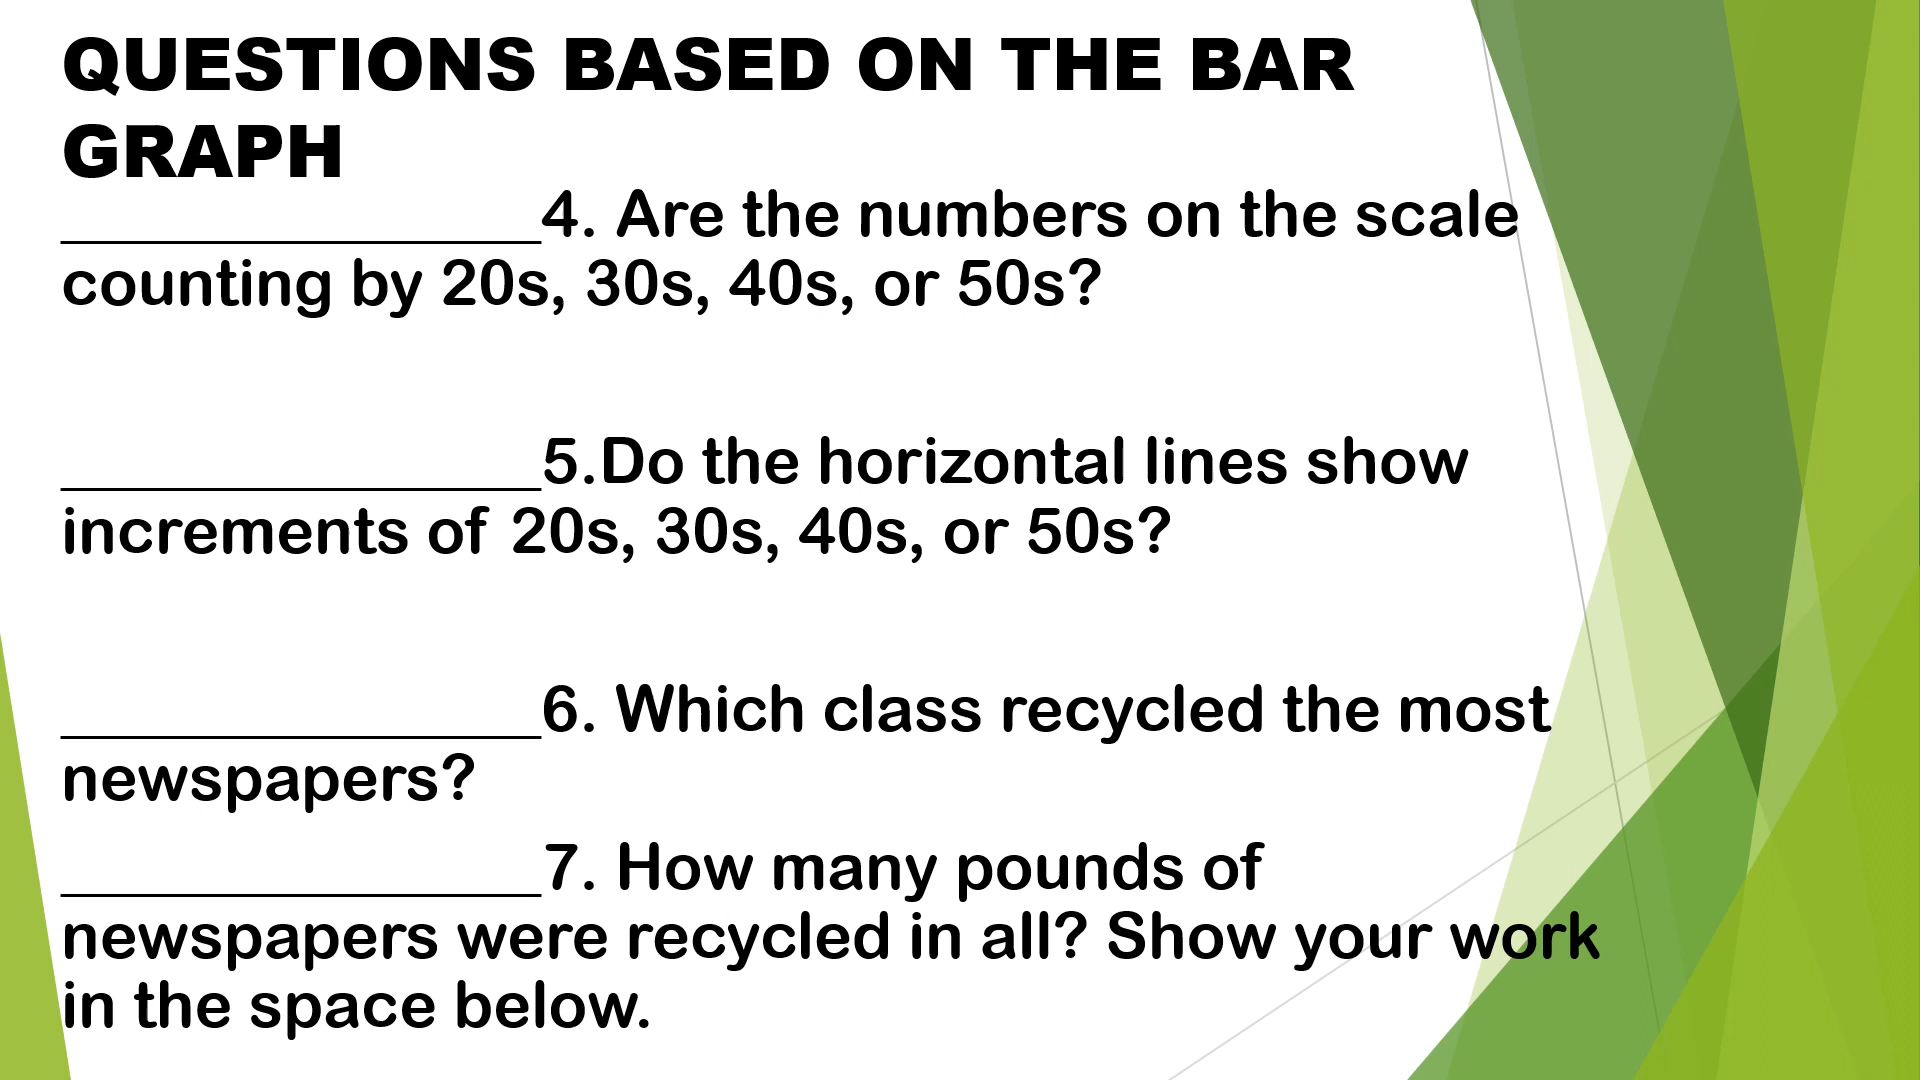 QUESTIONS BASED ON THE BAR
GRAPH
_______________4. Are the numbers on the scale
counting by 20s, 30s, 40s, or 50s?
_______________5.Do the horizontal lines show
increments of 20s, 30s, 40s, or 50s?
_______________6. Which class recycled the most
newspapers?
_______________7. How many pounds of
newspapers were recycled in all? Show your work
in the space below.